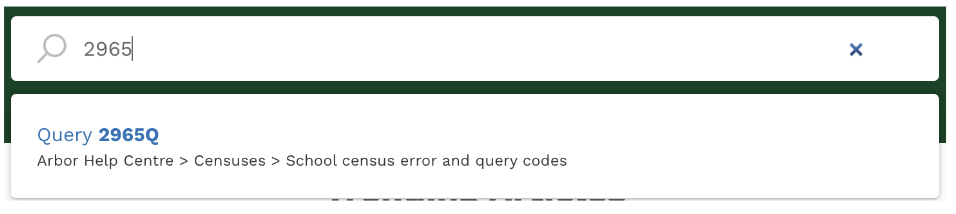 2965
Query 2965Q
Arbor Help Centre > Censuses > School census error and query codes